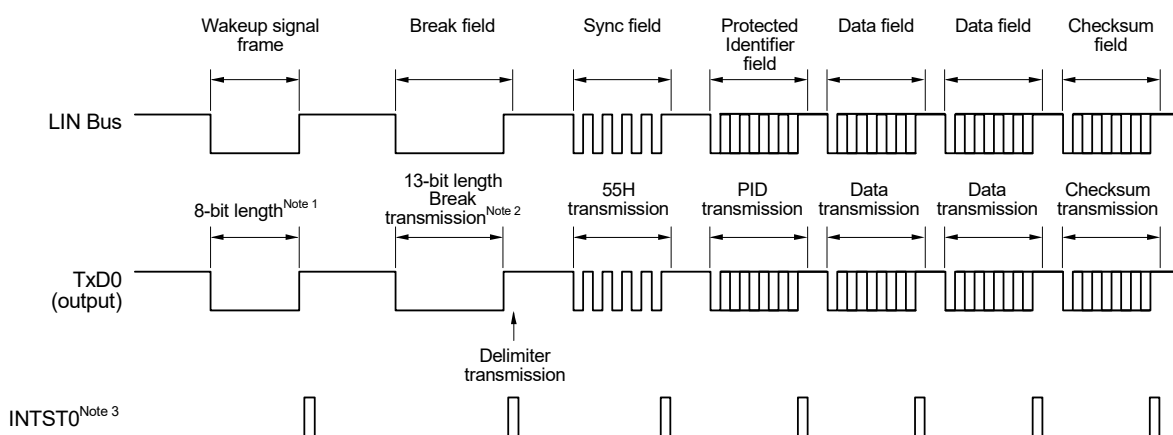 Wakeup signal
frame
Break field
Sync field
Protected
Identifier
field
Data field
Data field
Checksum
field
LIN Bus
8-bit length Note 1
13-bit length
Break
transmission Note 2
55H
transmission
PID
transmission
Data
transmission
Data
transmission
Checksum
transmission
TxD0
(output)
Delimiter
transmission
INTST0 Note 3